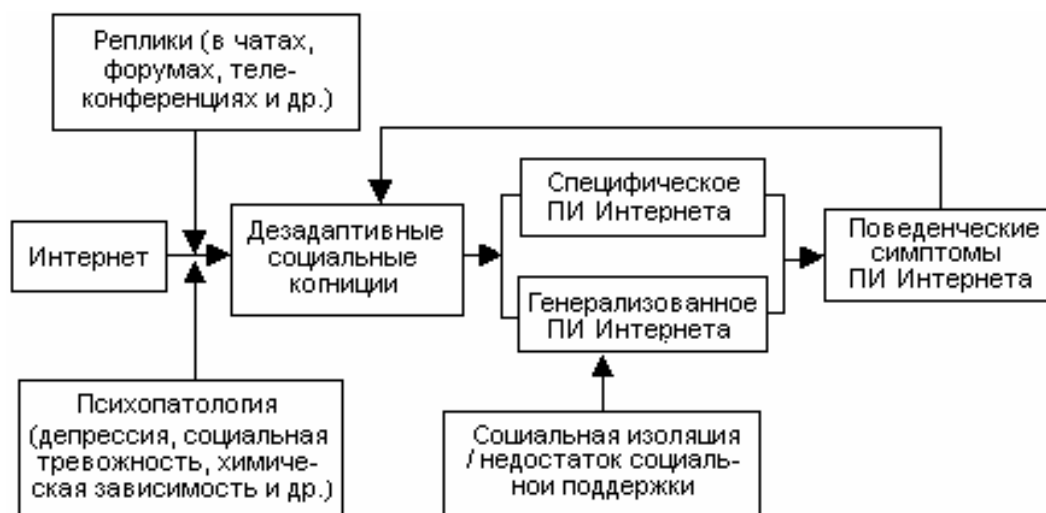 Реплики (в чатах,
форумах, теле-
конференциях и др.)
Интернет
Дезадаптивные
социальные
когниции
Специфическое
ПИ Интернета
Генерализованное
ПИ Интернета
Поведенческие
симптомы
ПИ Интернета
Психопатология
(депрессия, социальная
тревожность, химиче-
ская зависимость и др.)
Социальная изоляция
/ недостаток социаль-
нои поддержки